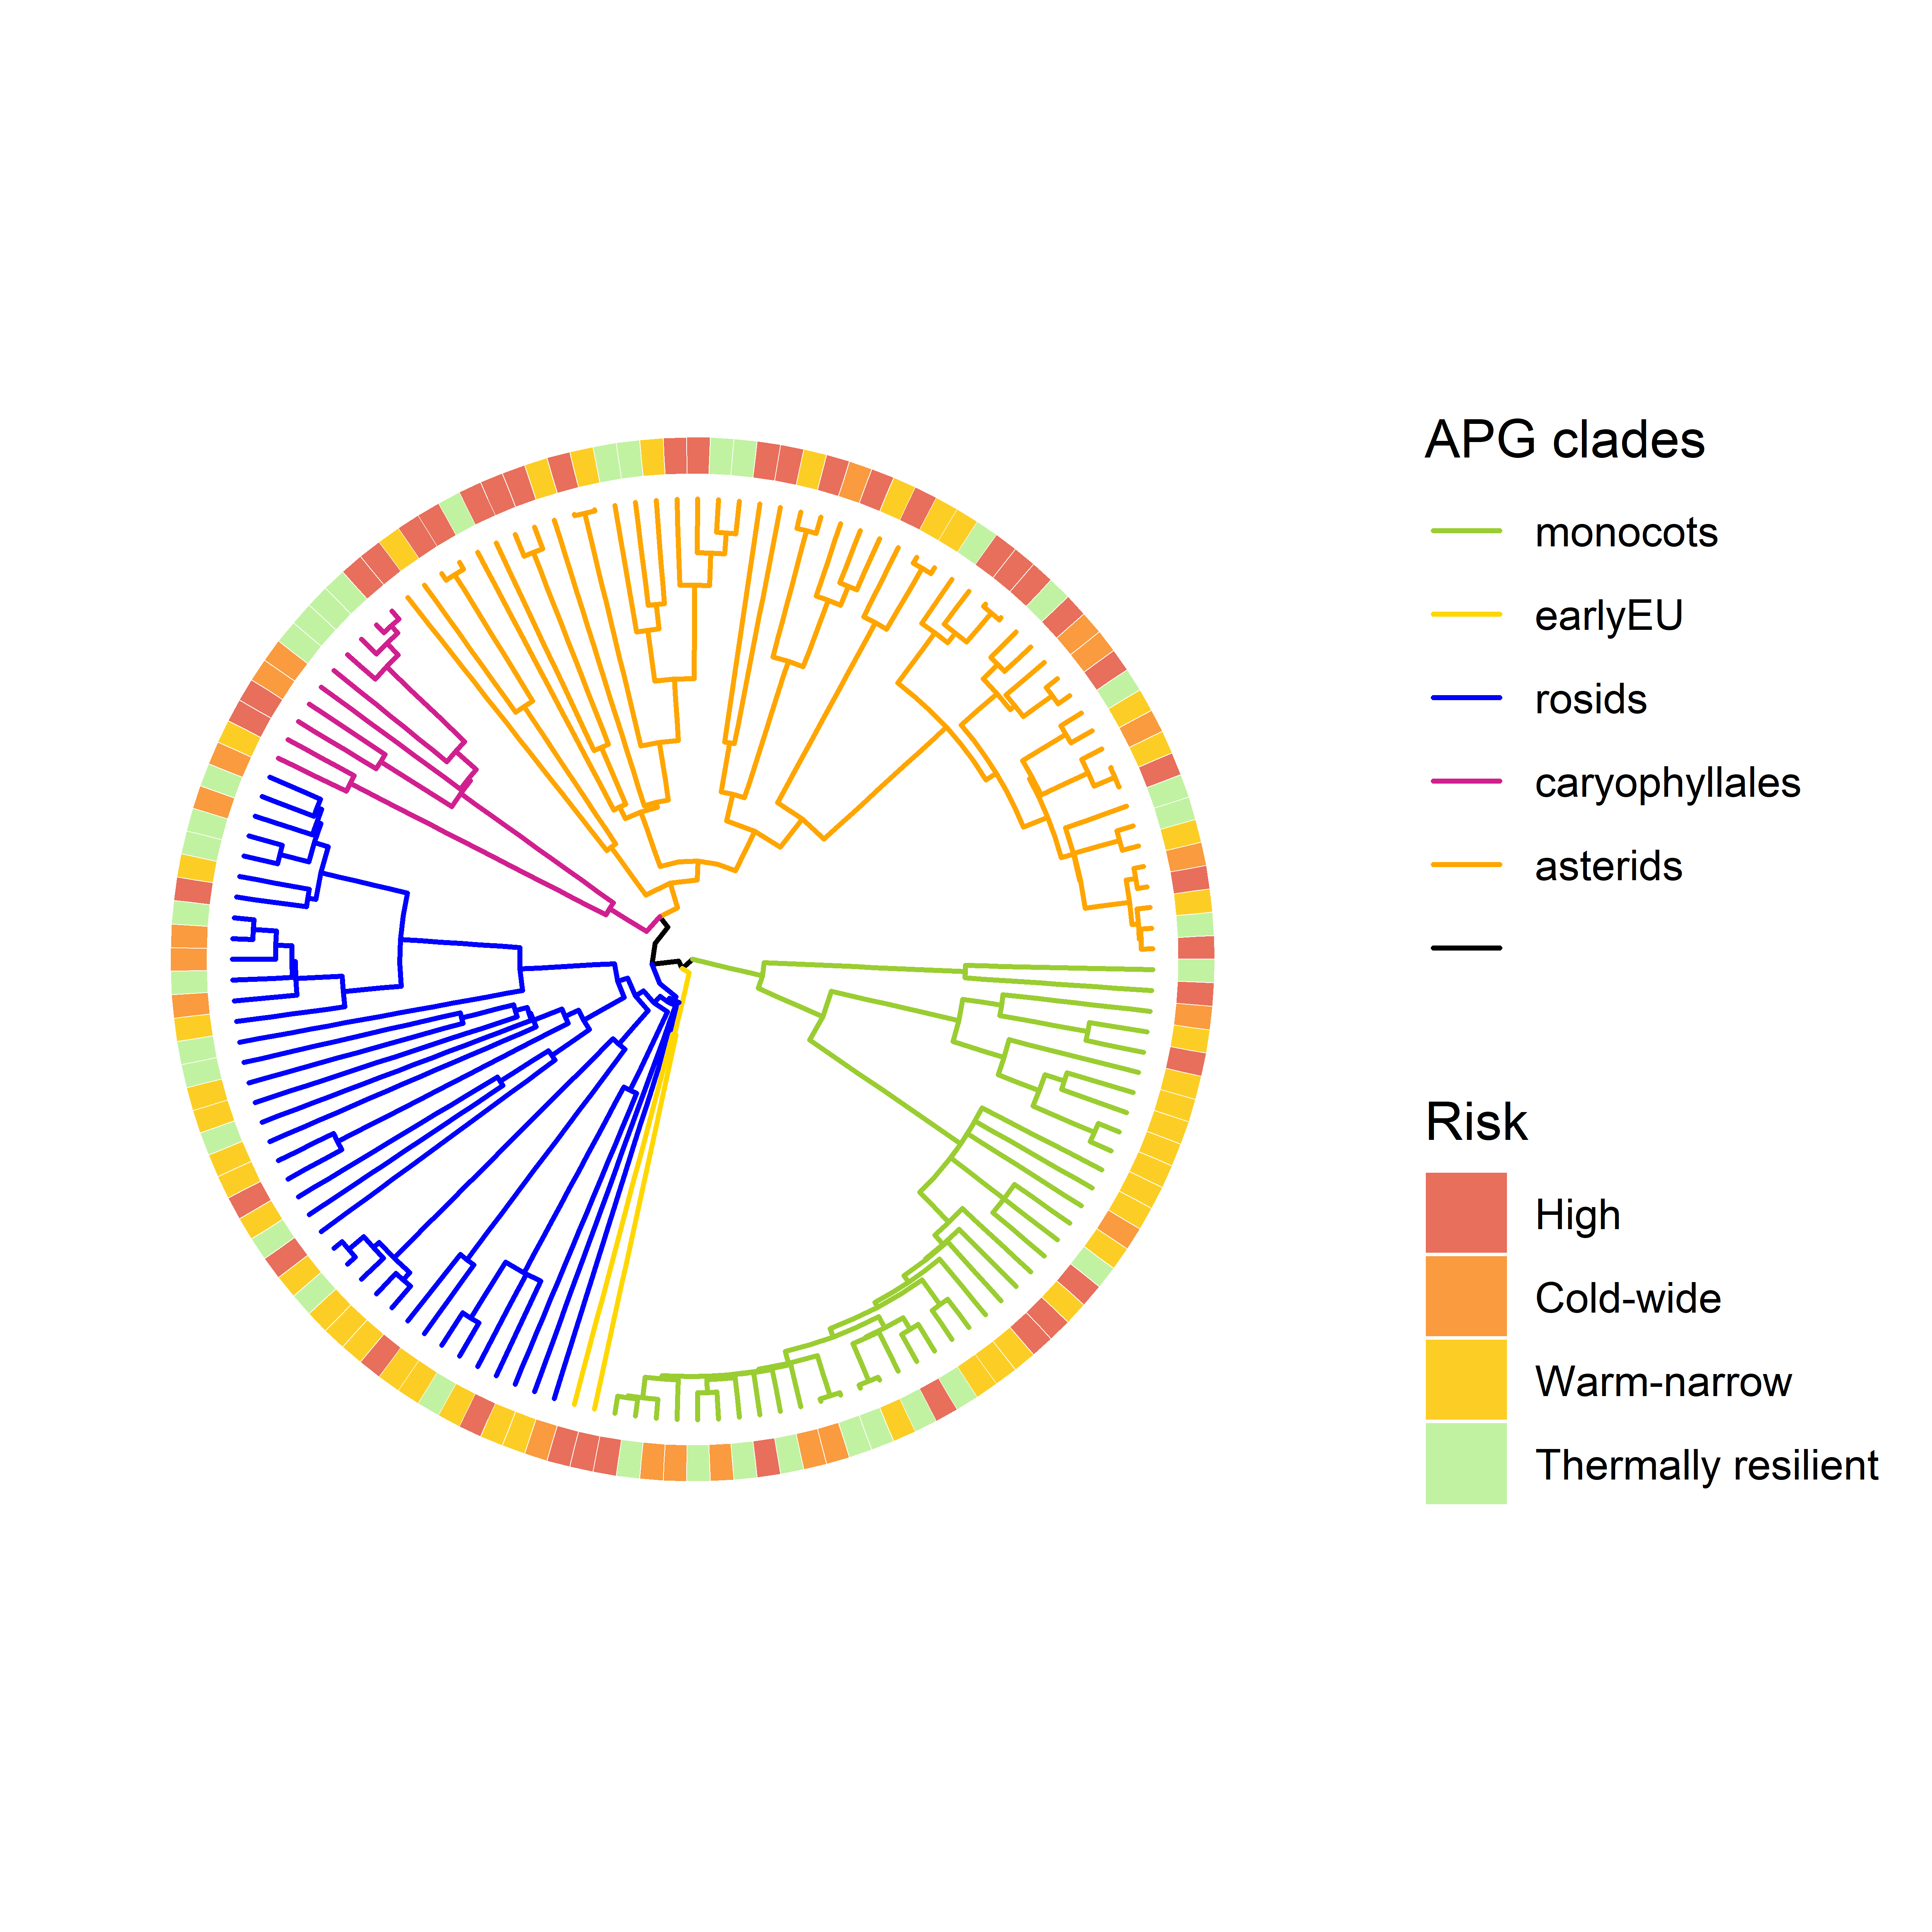 APG clades
monocots
earlyEU
rosids
caryophyllales
asterids
Risk
High
Cold-wide
Warm-narrow
Thermally resilient